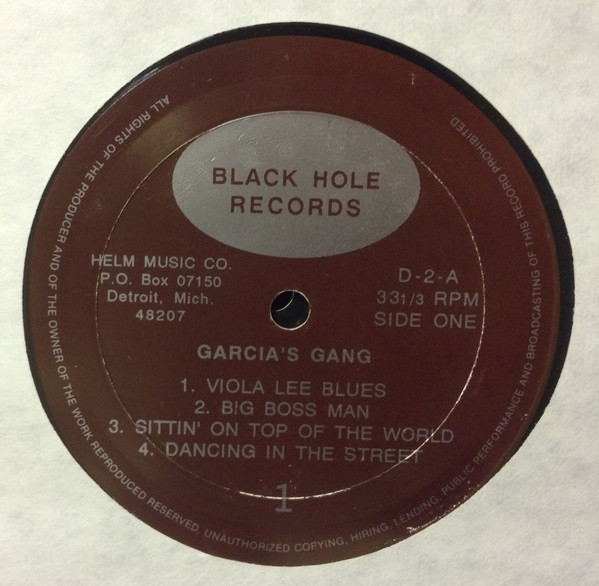 BLACK HOLE
RECORDS
HELM MUSIC CO.
P.O. Box 07150
Detroit, Mich.
48207
D-2-A
33 1/3 RPM
SIDE ONE
GARCIA'S GANG
1. VIOLA LEE BLUES
2. BIG BOSS MAN
3. SITTIN' ON TOP OF THE WORLD
4. DANCING IN THE STREET
1
ALL RIGHTS OF THE PRODUCER AND OF THE OWNER OF THE WORK REPRODUCED RESERVED. UNAUTHORIZED COPYING, HIRING, LENDING, PUBLIC PERFORMANCE AND BROADCASTING OF THIS RECORD PROHIBITED